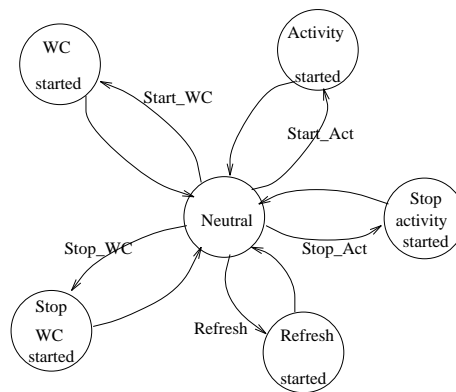 WC
started
Activity
started
Start_WC
Start_Act
Neutral
Stop
activity
started
Stop_WC
Stop_Act
Stop
WC
started
Refresh
Refresh
started